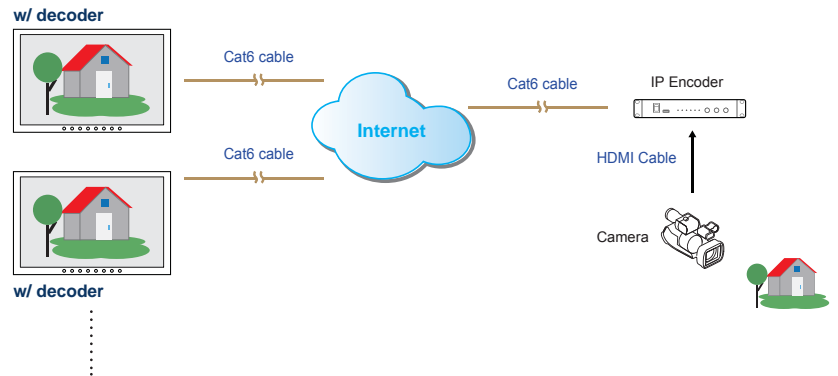 w/ decoder
Cat6 cable
Cat6 cable
IP Encoder
Internet
Cat6 cable
HDMI Cable
Camera
w/ decoder